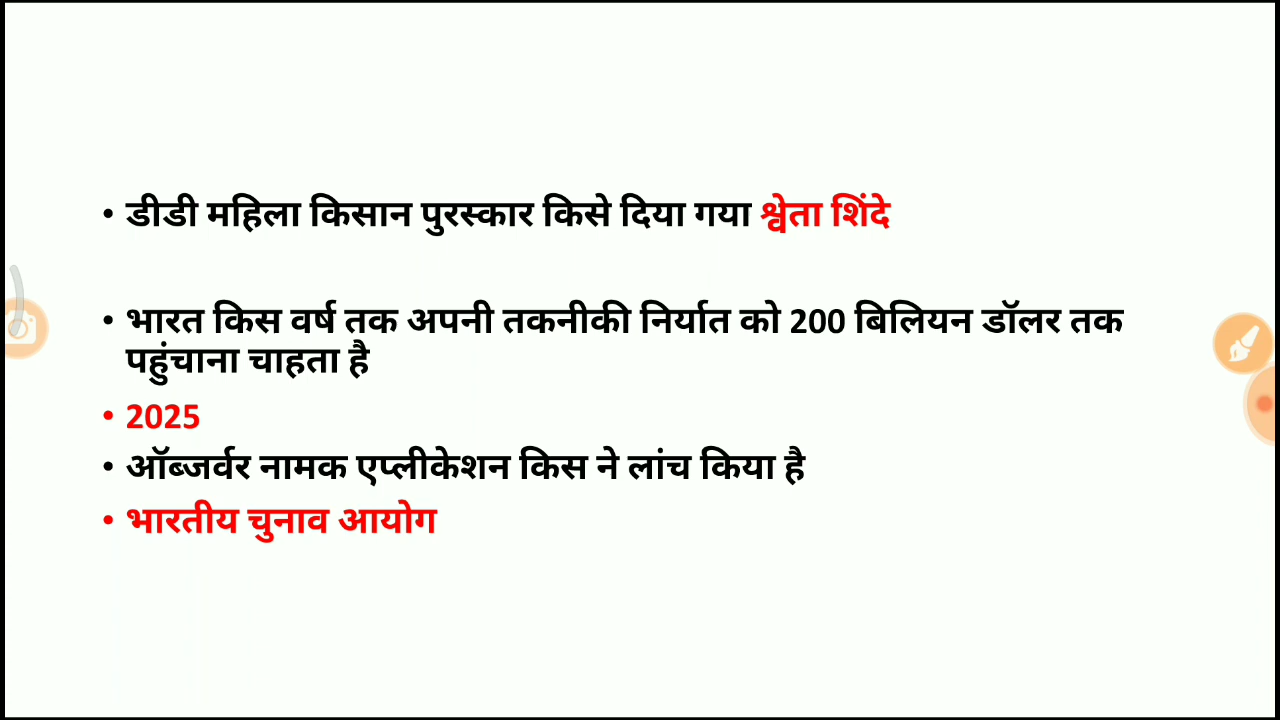 • डीडी महिला किसान पुरस्कार किसे दिया गया श्वेता शिंदे
• भारत किस वर्ष तक अपनी तकनीकी निर्यात को 200 बिलियन डॉलर तक
पहुंचाना चाहता है
• 2025
• ऑब्जर्वर नामक एप्लीकेशन किस ने लांच किया है
• भारतीय चुनाव आयोग